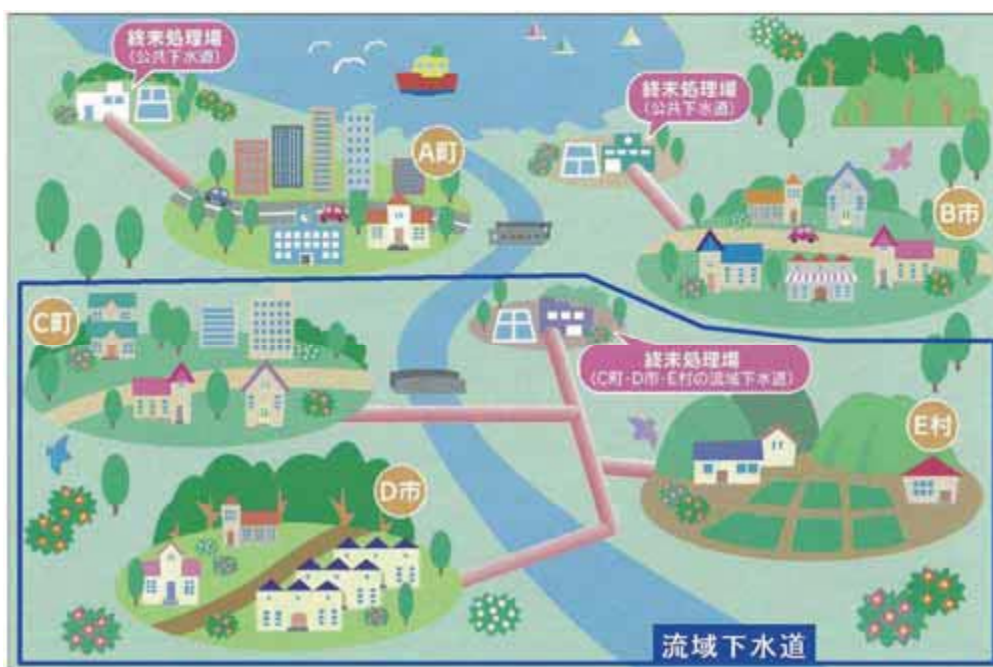 終末処理場
（公共下水道）
A町
終末処理場
（公共下水道）
B市
C町
終末処理場
（C町・D市・E村の流域下水道）
E村
D市
流域下水道